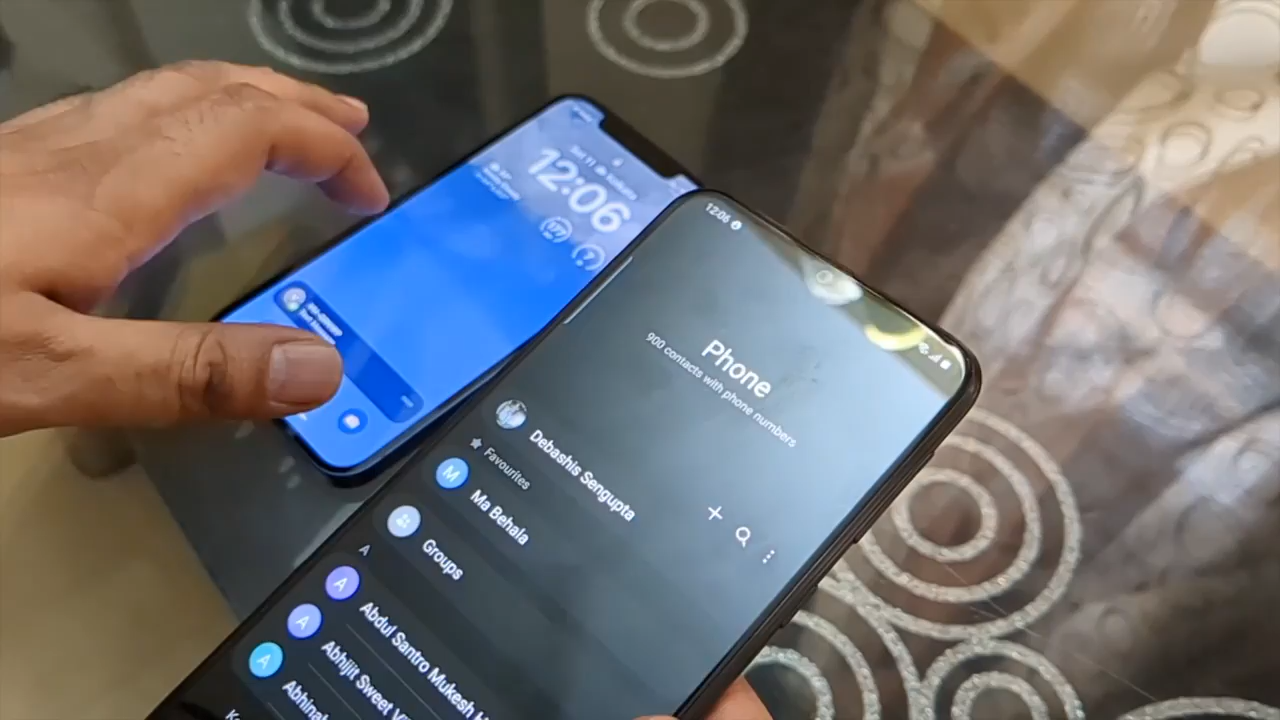 12:06
12:06
Phone
900 contacts with phone numbers
Debashis Sengupta
Favourites
M
Ma Behala
Groups
A
A
Abdul Santro Mukesh
A
Abhijit Sweet
A